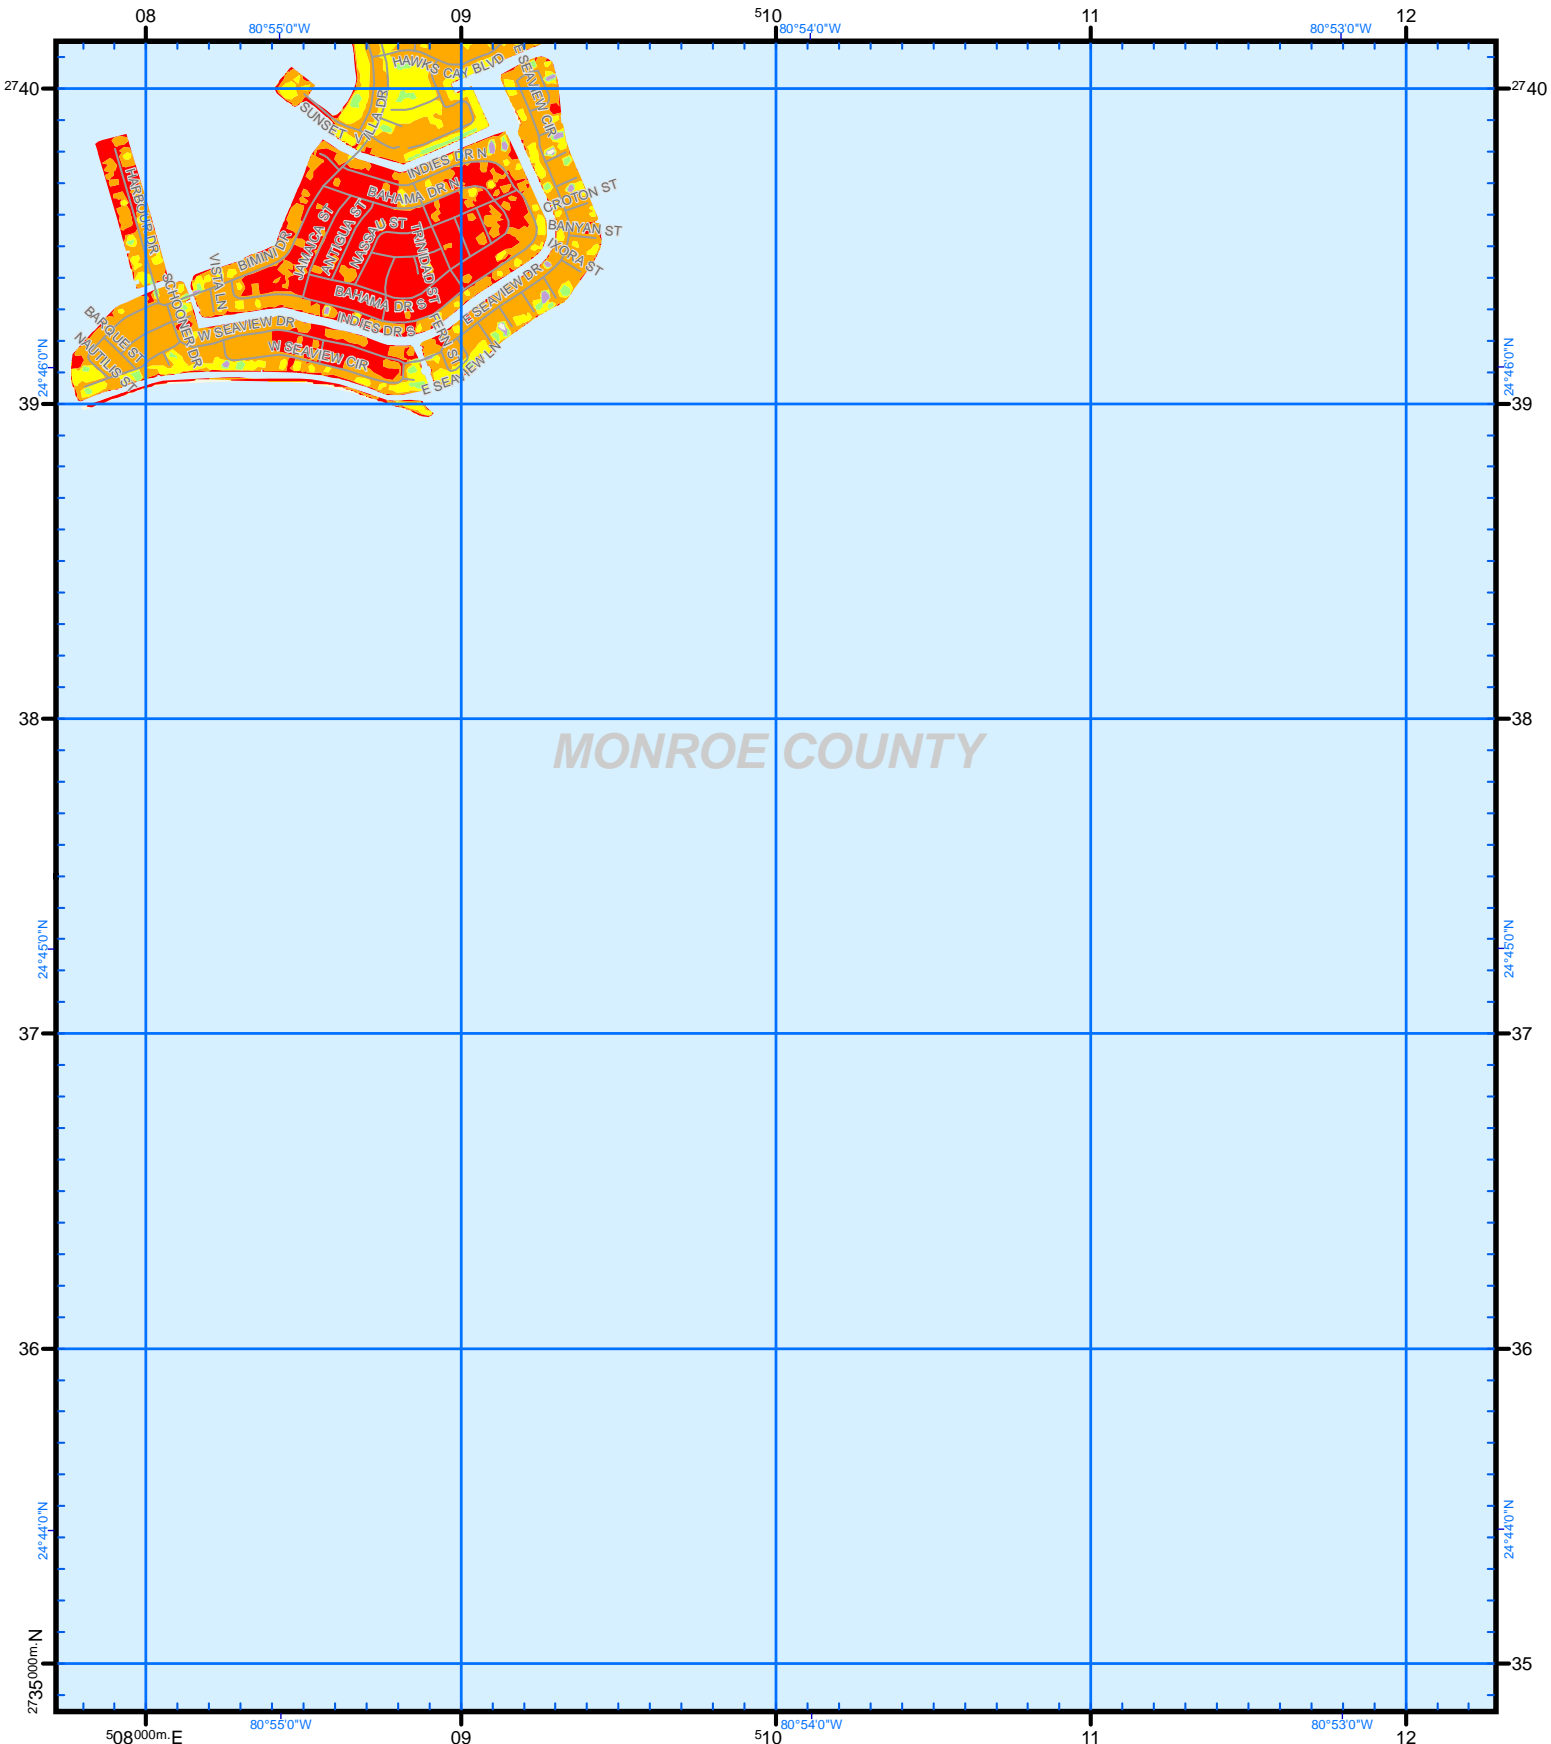 08 09 510 11 12
80°55'0"W 80°54'0"W 80°53'0"W
HAWKS CAY BLVD
E SEAVIEW CIR
2740 2740
SUNSET VILLA DR
INDIES DR N
HARBOUR DR
BAHAMA DR N
CROTON ST
JAMAICA ST
ANTIGUA ST
NASSAU ST
TRINIDAD ST
BANYAN ST
IXORA ST
BIMINI DR
VISTA LN
SCHOONER DR
BAHAMA DR S
E SEAVIEW DR
BARQUE ST
W SEAVIEW DR
INDIES DR S
FERN ST
NAUTILIS ST
W SEAVIEW CIR
E SEAVIEW LN
24°46'0"N 24°46'0"N
39 39
38 38
MONROE COUNTY
24°45'0"N 24°45'0"N
37 37
36 36
24°44'0"N 24°44'0"N
2735000m.N 35
80°55'0"W 80°54'0"W 80°53'0"W
508000m.E 09 510 11 12